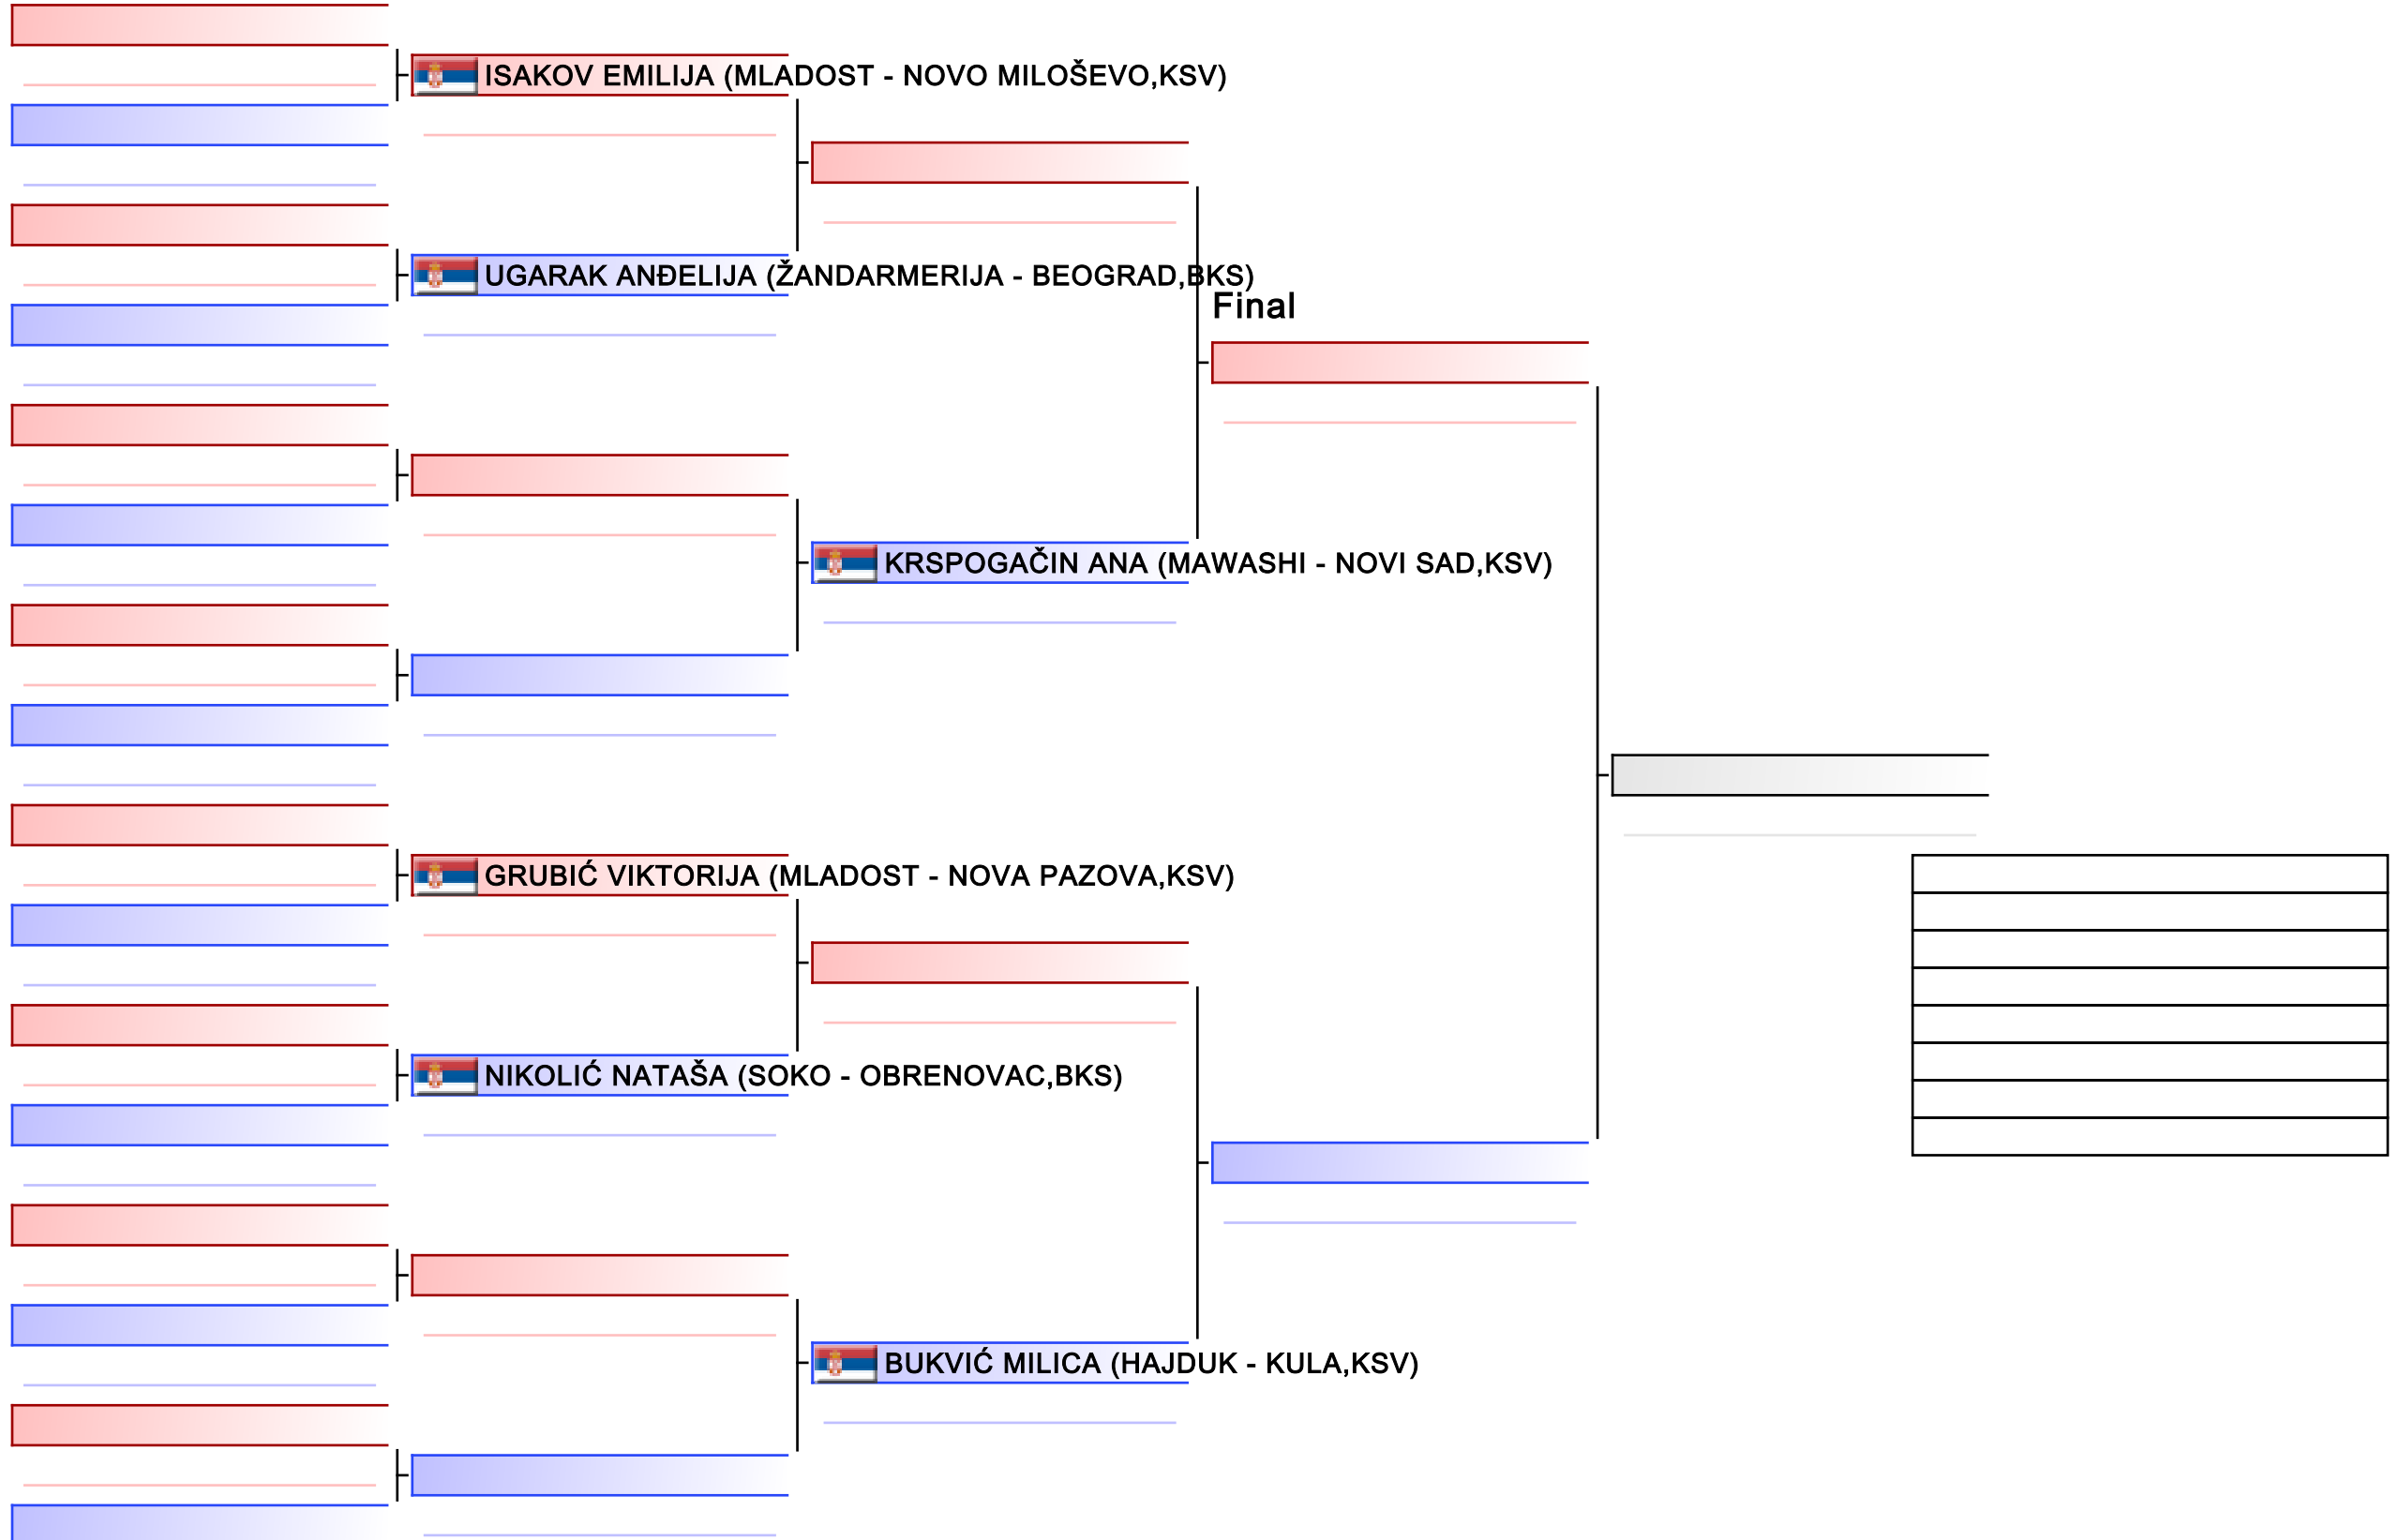 ISAKOV EMILIJA (MLADOST - NOVO MILOŠEVO,KSV)
UGARAK ANĐELIJA (ŽANDARMERIJA - BEOGRAD,BKS)
Final
KRSPOGAČIN ANA (MAWASHI - NOVI SAD,KSV)
GRUBIĆ VIKTORIJA (MLADOST - NOVA PAZOVA,KSV)
NIKOLIĆ NATAŠA (SOKO - OBRENOVAC,BKS)
BUKVIĆ MILICA (HAJDUK - KULA,KSV)